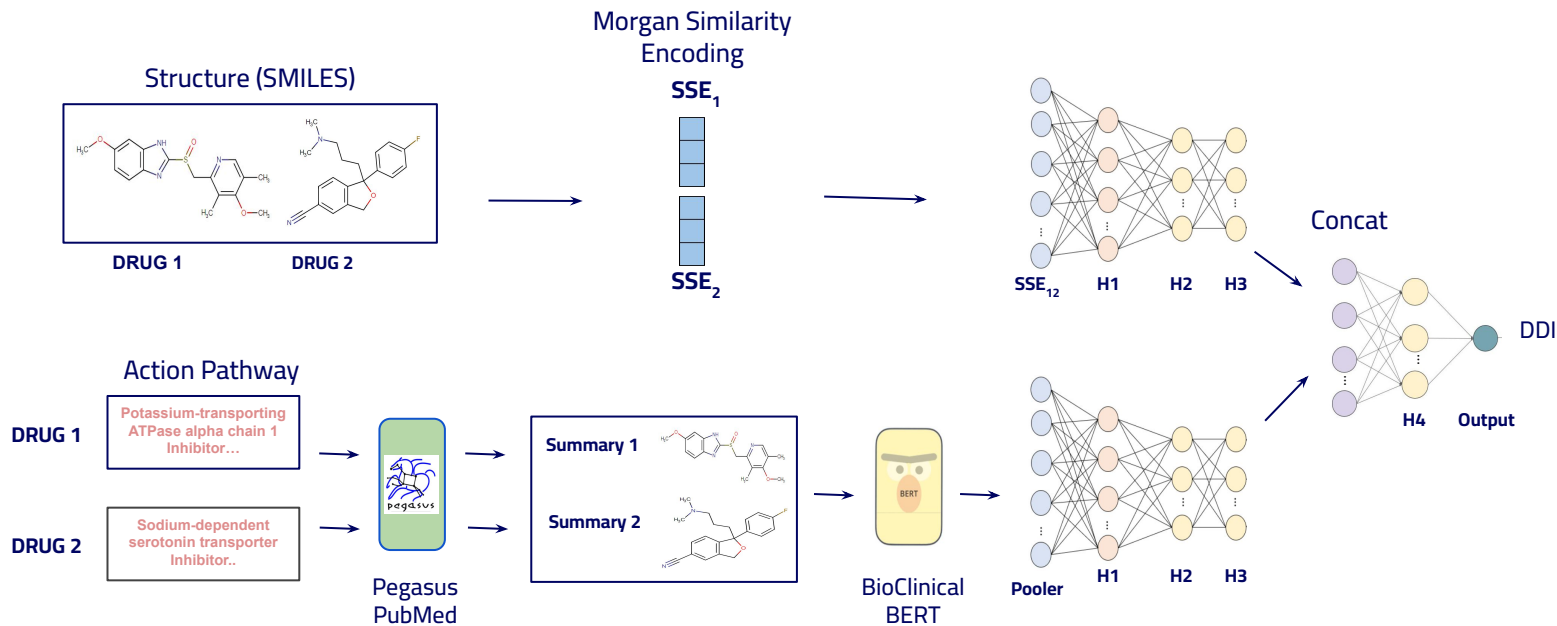 Morgan Similarity
Encoding
Structure (SMILES)
SSE1
SSE2
DRUG 1
DRUG 2
SSE12
H1
H2
H3
Concat
DDI
H4
Output
Action Pathway
DRUG 1
Potassium-transporting
ATPase alpha chain 1
Inhibitor...
DRUG 2
Sodium-dependent
serotonin transporter
Inhibitor..
pegasus
Pegasus
PubMed
Summary 1
Summary 2
BERT
BioClinical
BERT
Pooler
H1
H2
H3